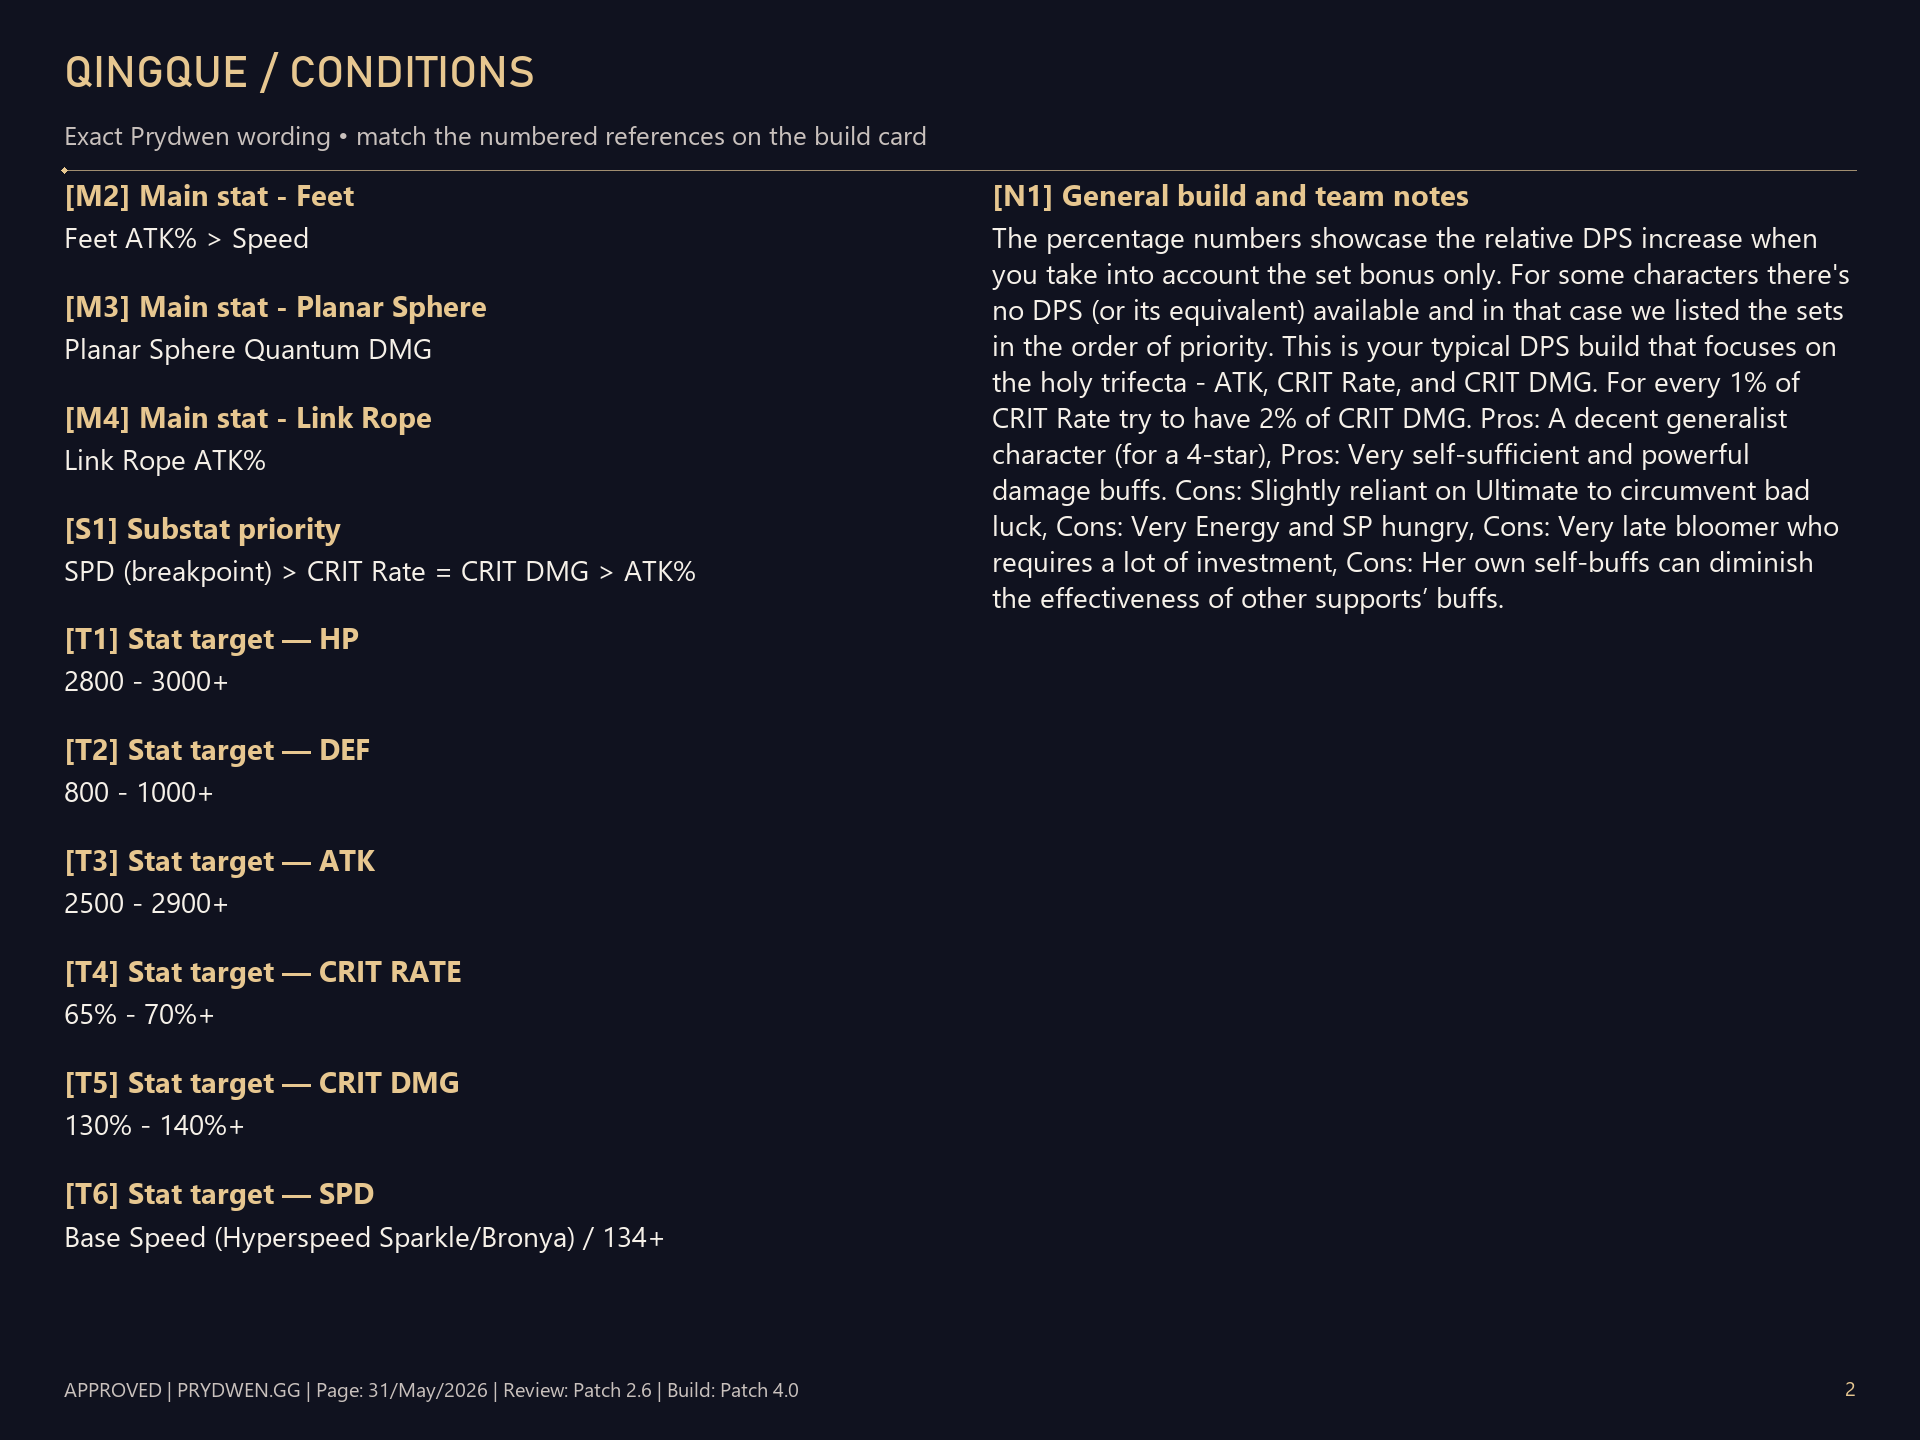 QINGQUE / CONDITIONS
Exact Prydwen wording • match the numbered references on the build card
[M2] Main stat - Feet
Feet ATK% > Speed
[M3] Main stat - Planar Sphere
Planar Sphere Quantum DMG
[M4] Main stat - Link Rope
Link Rope ATK%
[S1] Substat priority
SPD (breakpoint) > CRIT Rate = CRIT DMG > ATK%
[T1] Stat target — HP
2800 - 3000+
[T2] Stat target — DEF
800 - 1000+
[T3] Stat target — ATK
2500 - 2900+
[T4] Stat target — CRIT RATE
65% - 70%+
[T5] Stat target — CRIT DMG
130% - 140%+
[T6] Stat target — SPD
Base Speed (Hyperspeed Sparkle/Bronya) / 134+
[N1] General build and team notes
The percentage numbers showcase the relative DPS increase when
you take into account the set bonus only. For some characters there's
no DPS (or its equivalent) available and in that case we listed the sets
in the order of priority. This is your typical DPS build that focuses on
the holy trifecta - ATK, CRIT Rate, and CRIT DMG. For every 1% of
CRIT Rate try to have 2% of CRIT DMG. Pros: A decent generalist
character (for a 4-star), Pros: Very self-sufficient and powerful
damage buffs. Cons: Slightly reliant on Ultimate to circumvent bad
luck, Cons: Very Energy and SP hungry, Cons: Very late bloomer who
requires a lot of investment, Cons: Her own self-buffs can diminish
the effectiveness of other supports’ buffs.
APPROVED | PRYDWEN.GG | Page: 31/May/2026 | Review: Patch 2.6 | Build: Patch 4.0
2